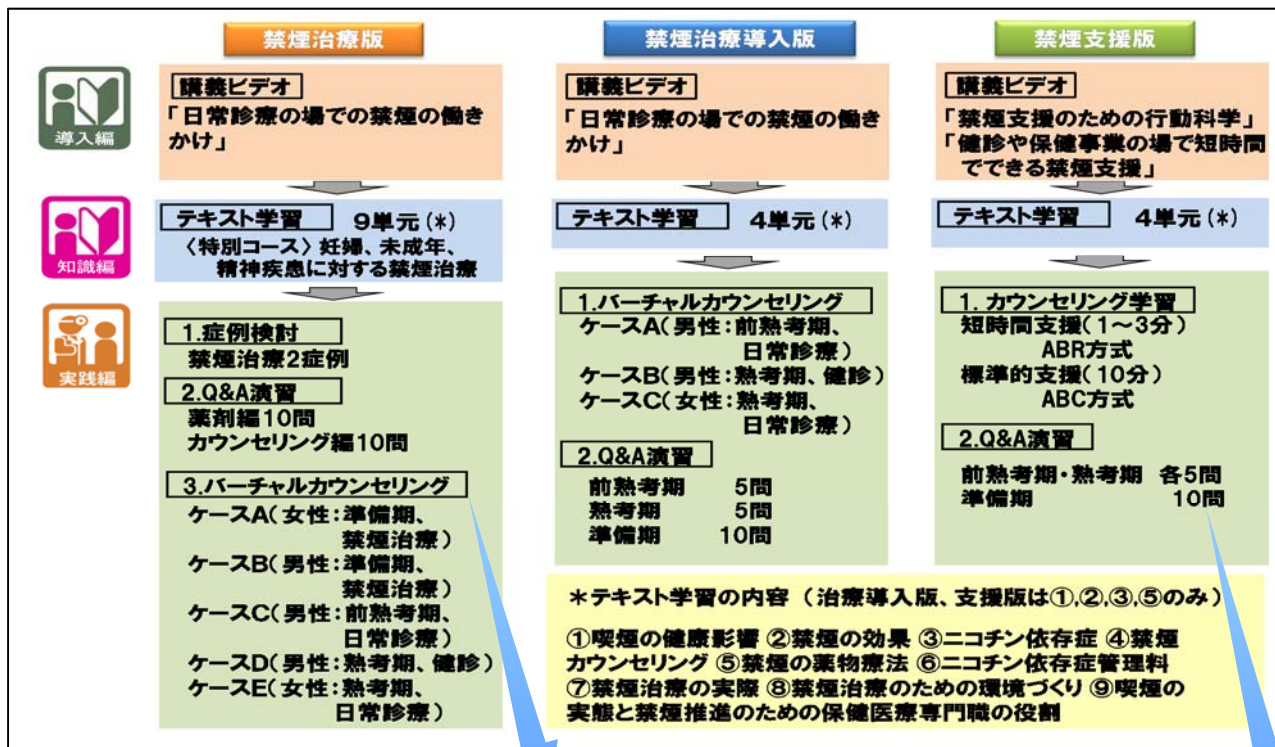 禁煙治療版
禁煙治療導入版
禁煙支援版
導入編
講義ビデオ
「日常診療の場での禁煙の働き
かけ」
講義ビデオ
「日常診療の場での禁煙の働き
かけ」
講義ビデオ
「禁煙支援のための行動科学」
「健診や保健事業の場で短時間
でできる禁煙支援」
知識編
テキスト学習 9単元(*)
〈特別コース〉妊婦、未成年、
精神疾患に対する禁煙治療
テキスト学習 4単元(*)
テキスト学習 4単元(*)
実践編
1.症例検討
禁煙治療2症例
2.Q&A演習
薬剤編10問
カウンセリング編10問
3.バーチャルカウンセリング
ケースA(女性:準備期、
禁煙治療)
ケースB(男性:準備期、
禁煙治療)
ケースC(男性:前熟考期、
日常診療)
ケースD(男性:熟考期、健診)
ケースE(女性:熟考期、
日常診療)
1.バーチャルカウンセリング
ケースA(男性:前熟考期、
日常診療)
ケースB(男性:熟考期、健診)
ケースC(女性:熟考期、
日常診療)
2.Q&A演習
前熟考期 5問
熟考期 5問
準備期 10問
1. カウンセリング学習
短時間支援(1~3分)
ABR方式
標準的支援(10分)
ABC方式
2.Q&A演習
前熟考期・熟考期 各5問
準備期 10問
*テキスト学習の内容 (治療導入版、支援版は①,②,③,⑤のみ)
①喫煙の健康影響 ②禁煙の効果 ③ニコチン依存症 ④禁煙
カウンセリング ⑤禁煙の薬物療法 ⑥ニコチン依存症管理料
⑦禁煙治療の実際 ⑧禁煙治療のための環境づくり ⑨喫煙の
実態と禁煙推進のための保健医療専門職の役割